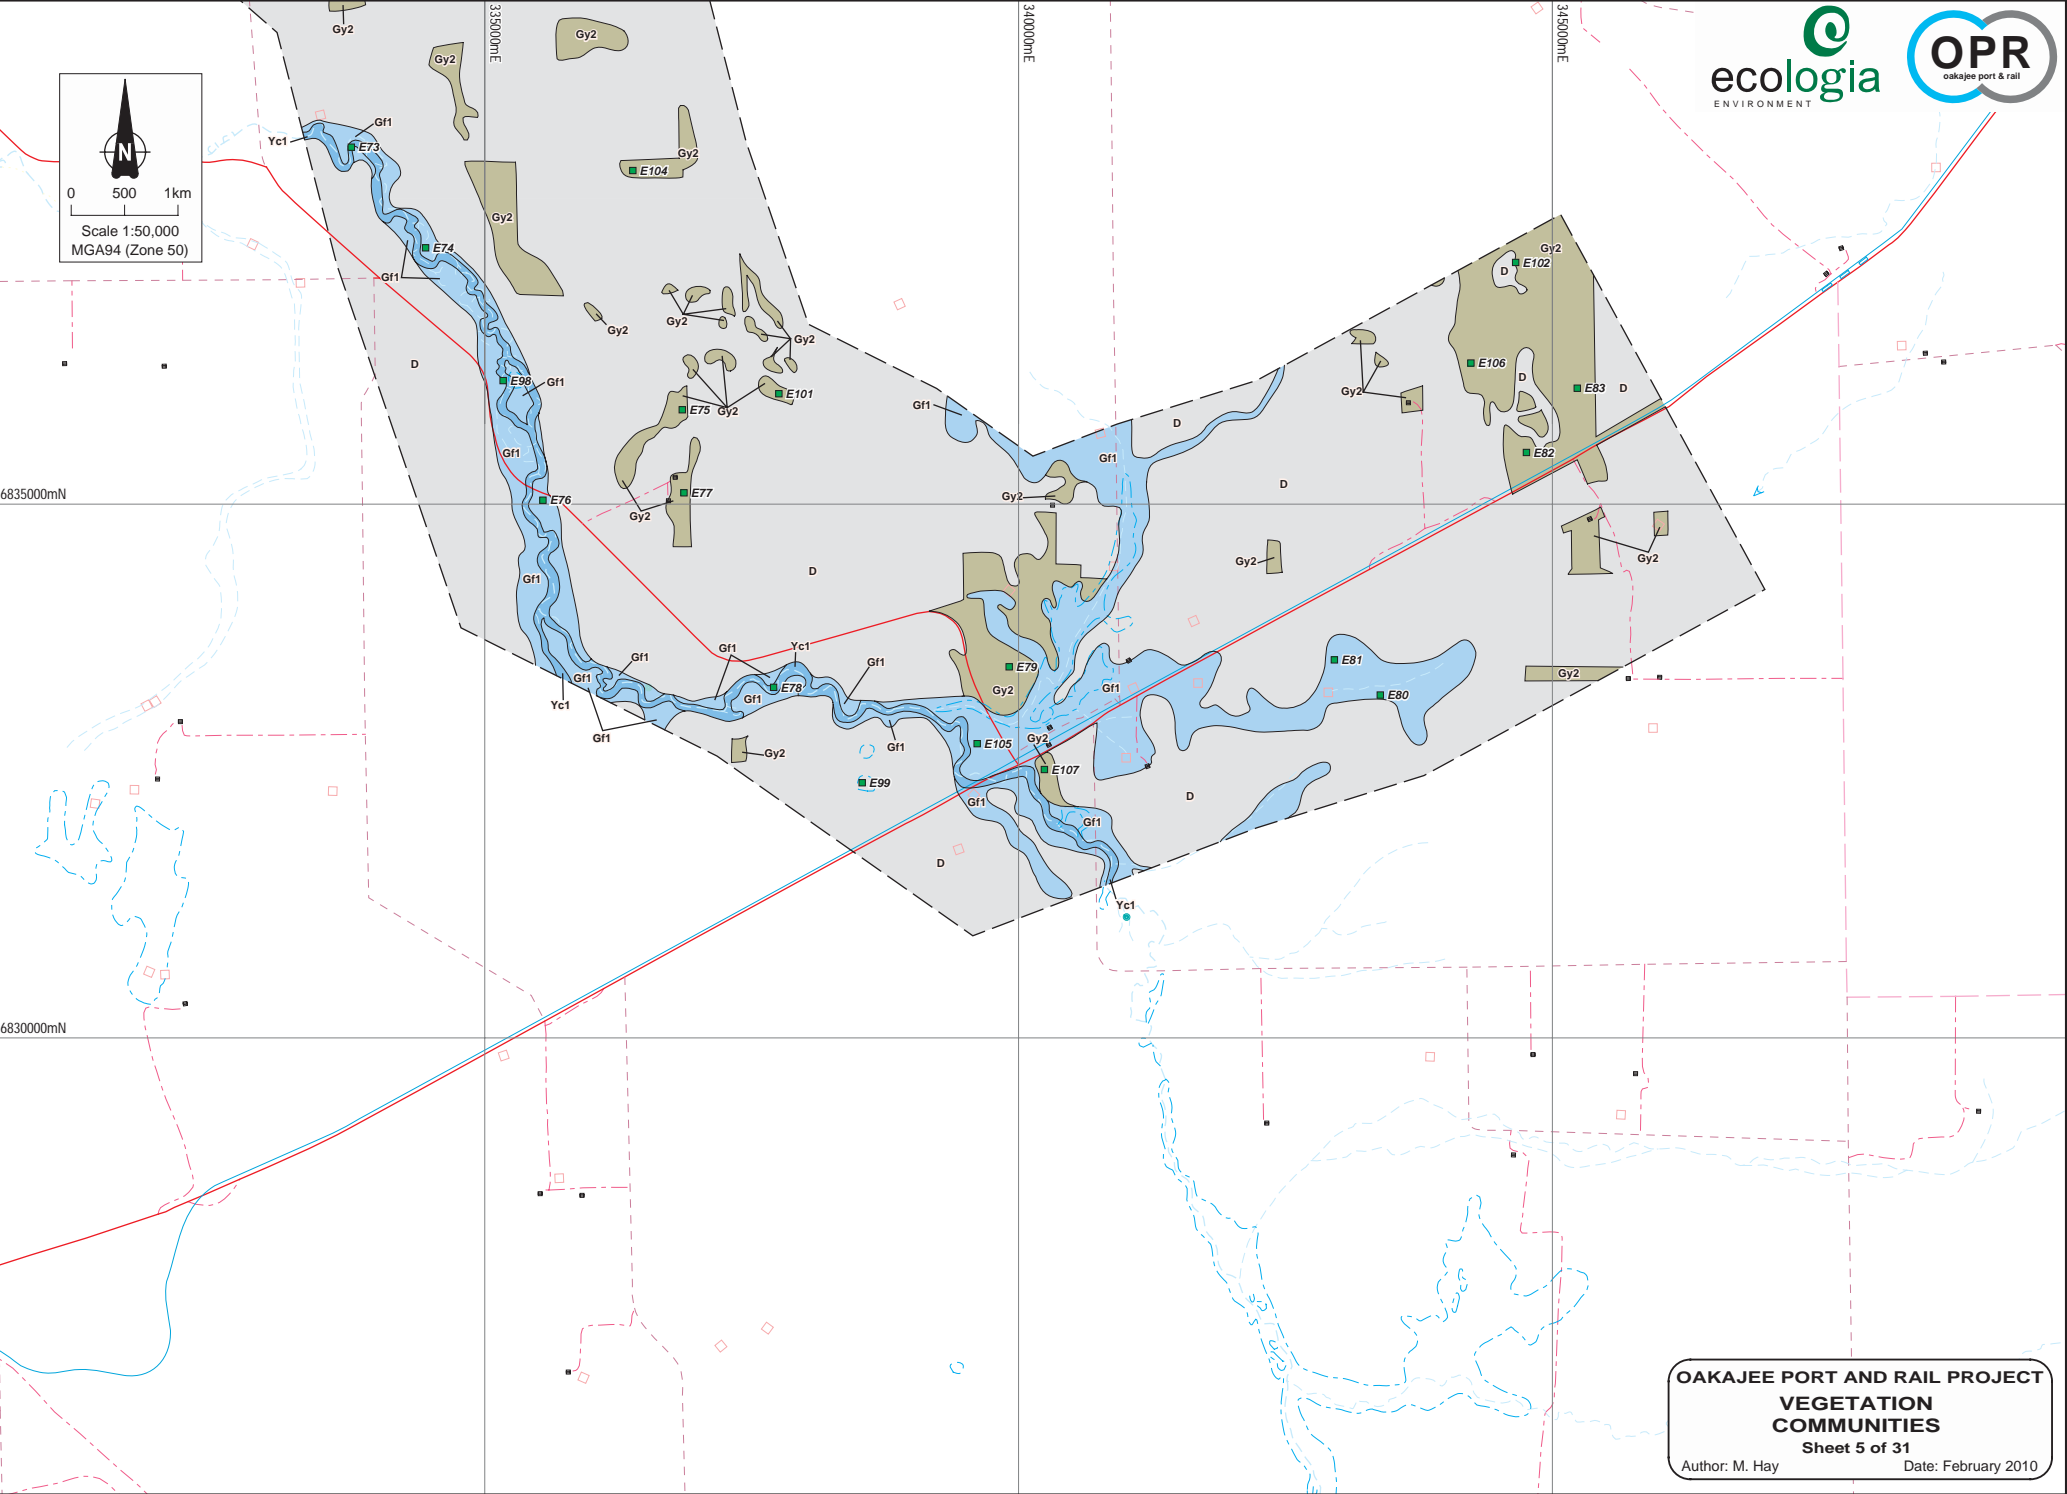 335000mE
340000mE
345000mE
ecologia
ENVIRONMENT
OPR
oakajee port & rail
N
0 500 1km
Scale 1:50,000
MGA94 (Zone 50)
Gy2
Gy2
Gy2
Gf1
Yc1
E73
Gy2
E104
Gy2
E74
Gf1
Gy2
D
E102
Gy2
Gy2
Gy2
D
E98
Gf1
E75
Gy2
E101
Gf1
Gy2
E106
D
E83
D
D
Gf1
Gf1
E82
D
6835000mN
E76
E77
Gy2
Gy2
Gf1
D
Gy2
Gy2
Gf1
Gf1
Yc1
Gf1
E79
E81
Gf1
Gy2
Yc1
Gf1
E78
Gy2
Gf1
E80
Gf1
Gf1
E105
Gy2
Gy2
E99
E107
Gf1
D
Gf1
D
Yc1
6830000mN
OAKAJEE PORT AND RAIL PROJECT
VEGETATION
COMMUNITIES
Sheet 5 of 31
Author: M. Hay Date: February 2010